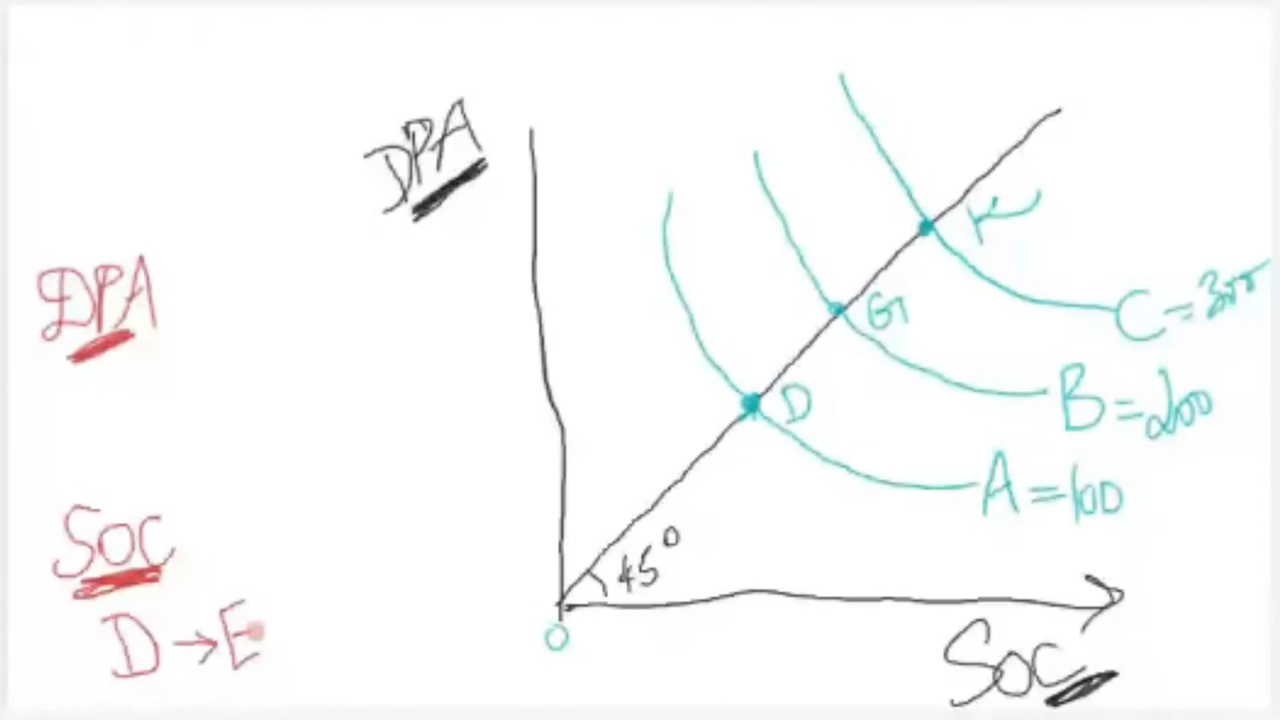 DPA
DPA
K
C = 300
G
B = 200
D
A = 100
SOC
45°
D → E
O
SOC